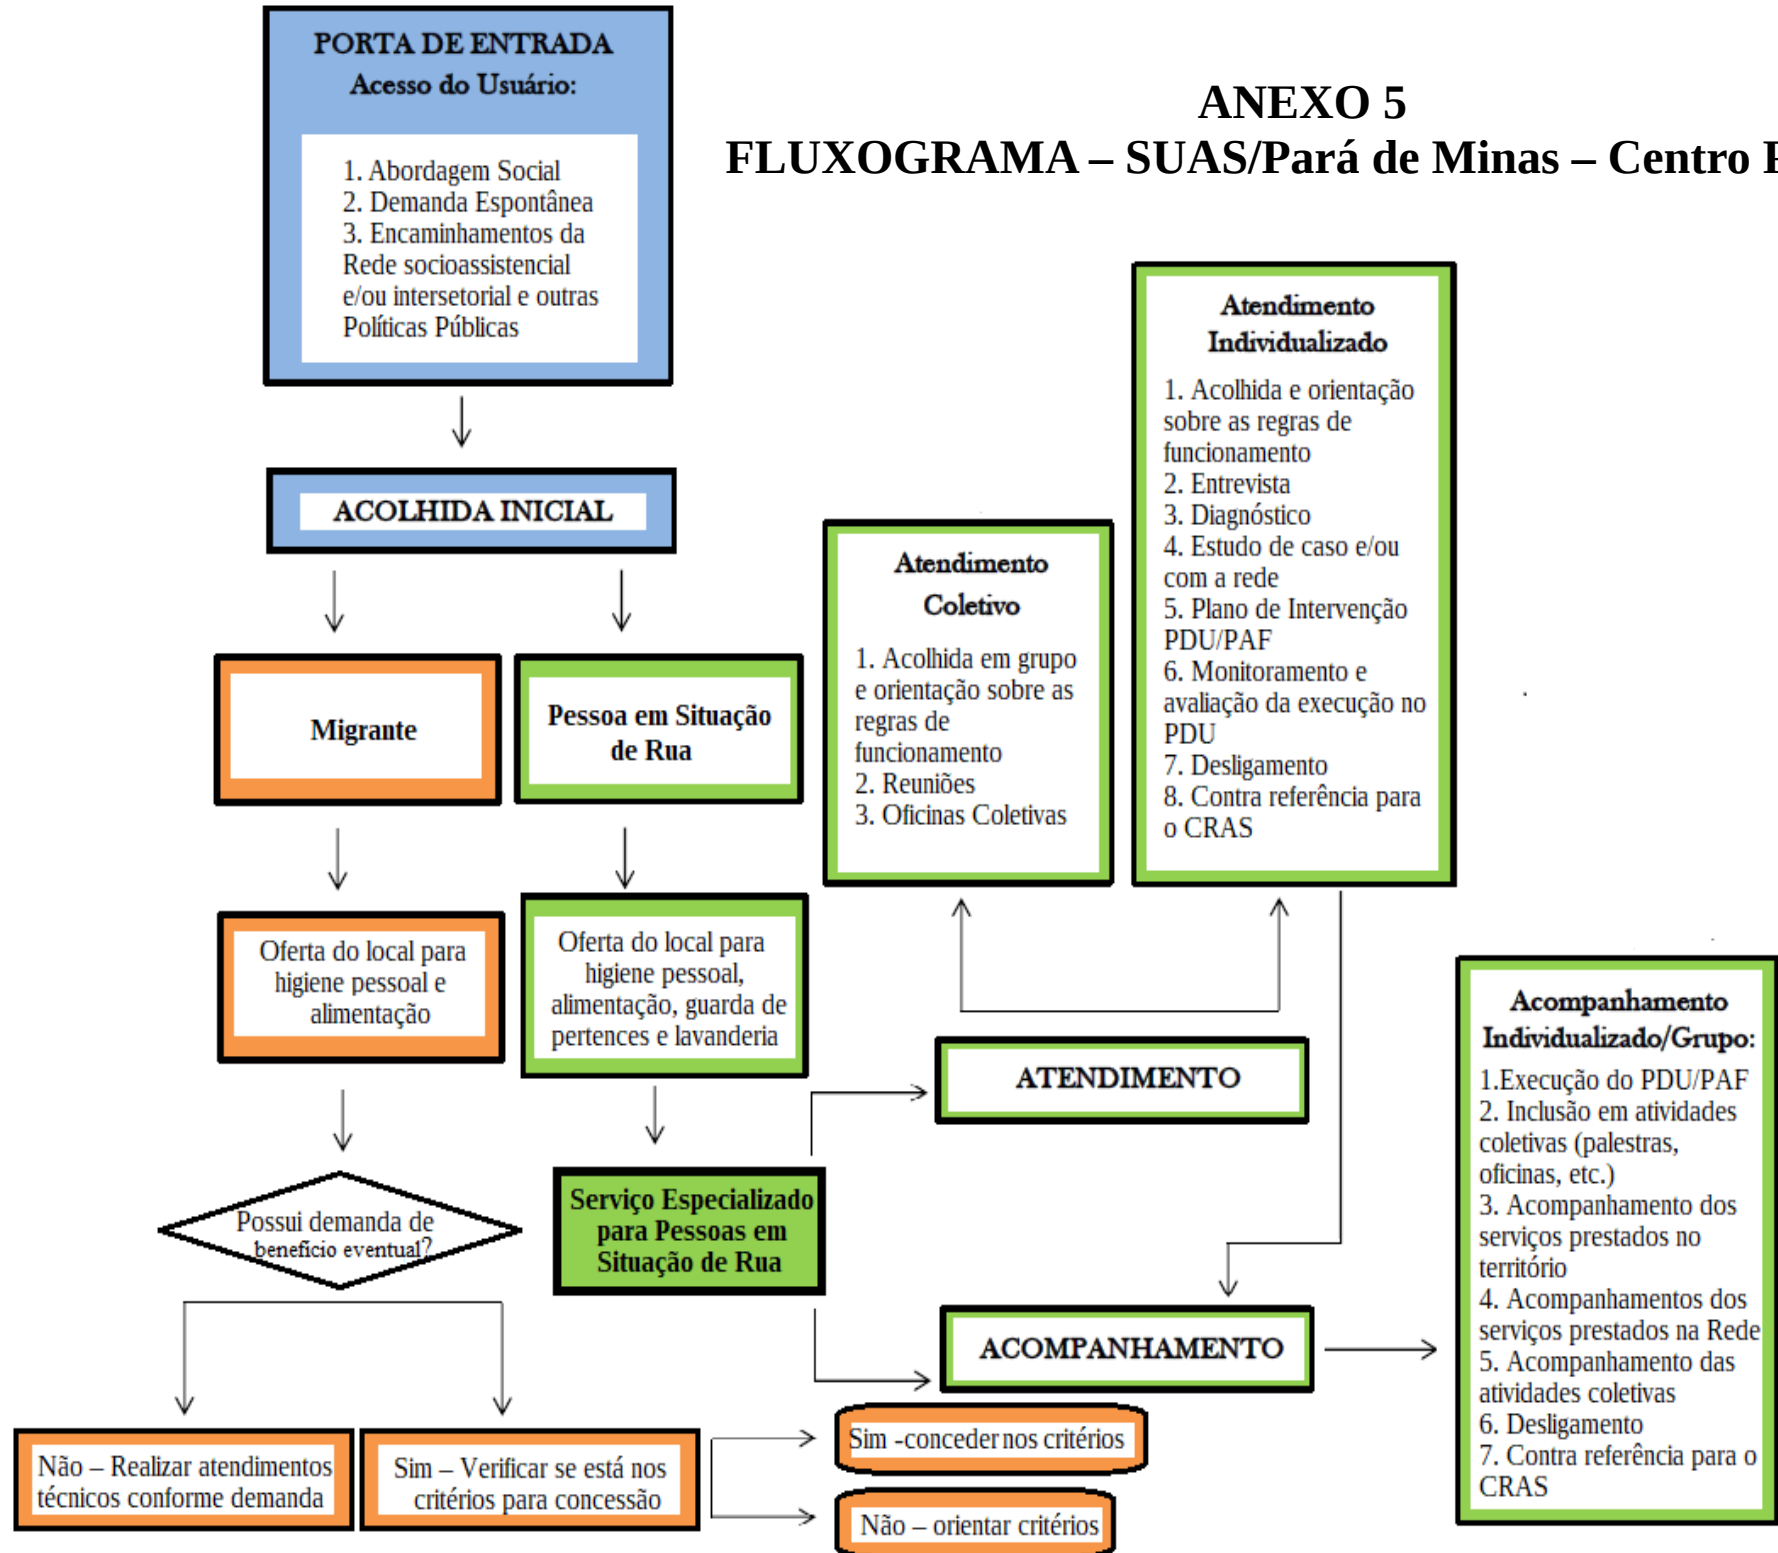 PORTA DE ENTRADA
Acesso do Usuário:
1. Abordagem Social
2. Demanda Espontânea
3. Encaminhamentos da
Rede socioassistencial
e/ou intersetorial e outras
Políticas Públicas
ANEXO 5
FLUXOGRAMA – SUAS/Pará de Minas – Centro
ACOLHIDA INICIAL
Migrante
Pessoa em Situação
de Rua
Oferta do local para
higiene pessoal e
alimentação
Oferta do local para
higiene pessoal,
alimentação, guarda de
pertences e lavanderia
Possui demanda de
benefício eventual?
Serviço Especializado
para Pessoas em
Situação de Rua
Não – Realizar atendimentos
técnicos conforme demanda
Sim – Verificar se está nos
critérios para concessão
Sim -conceder nos critérios
Não – orientar critérios
Atendimento
Coletivo
1. Acolhida em grupo
e orientação sobre as
regras de
funcionamento
2. Reuniões
3. Oficinas Coletivas
Atendimento
Individualizado
1. Acolhida e orientação
sobre as regras de
funcionamento
2. Entrevista
3. Diagnóstico
4. Estudo de caso e/ou
com a rede
5. Plano de Intervenção
PDU/PAF
6. Monitoramento e
avaliação da execução no
PDU
7. Desligamento
8. Contra referência para
o CRAS
ATENDIMENTO
ACOMPANHAMENTO
Acompanhamento
Individualizado/Grupo:
1.Execução do PDU/PAF
2. Inclusão em atividades
coletivas (palestras,
oficinas, etc.)
3. Acompanhamento dos
serviços prestados no
território
4. Acompanhamentos dos
serviços prestados na Rede
5. Acompanhamento das
atividades coletivas
6. Desligamento
7. Contra referência para o
CRAS